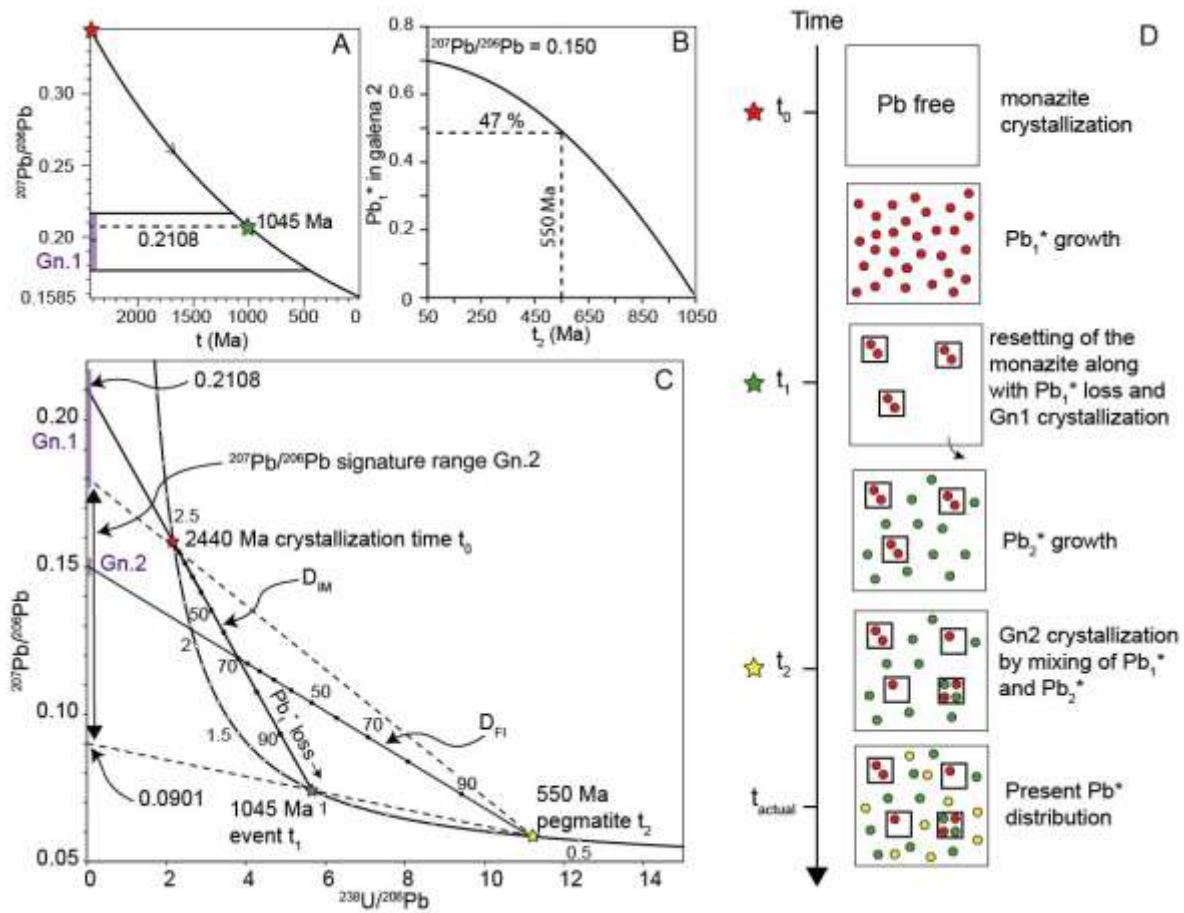 A
²⁰⁷Pb/²⁰⁶Pb
0.30
0.25
0.20
Gn.1
0.1585
1045 Ma
0.2108
2000
1500
1000
500
0
t (Ma)
B
²⁰⁷Pb/²⁰⁶Pb = 0.150
Pb₁* in galena 2
0.8
0.6
0.4
0.2
0
47 %
550 Ma
50
250
450
650
850
1050
t₂ (Ma)
C
²⁰⁷Pb/²⁰⁶Pb
0.20
Gn.1
0.15
0.10
0.05
0.2108
²⁰⁷Pb/²⁰⁶Pb signature range Gn.2
2.5
2440 Ma crystallization time t₀
Gn.2
D_IM
50
2
70
50
Pb₁* loss
70
D_FI
1.5
90
90
0.0901
1045 Ma
event t₁
1
550 Ma
pegmatite t₂
0.5
0
2
4
6
8
10
12
14
²³⁸U/²⁰⁶Pb
Time
D
t₀
Pb free
monazite
crystallization
Pb₁* growth
t₁
resetting of the
monazite along
with Pb₁* loss and
Gn1 crystallization
Pb₂* growth
t₂
Gn2 crystallization
by mixing of Pb₁*
and Pb₂*
t_actual
Present Pb*
distribution